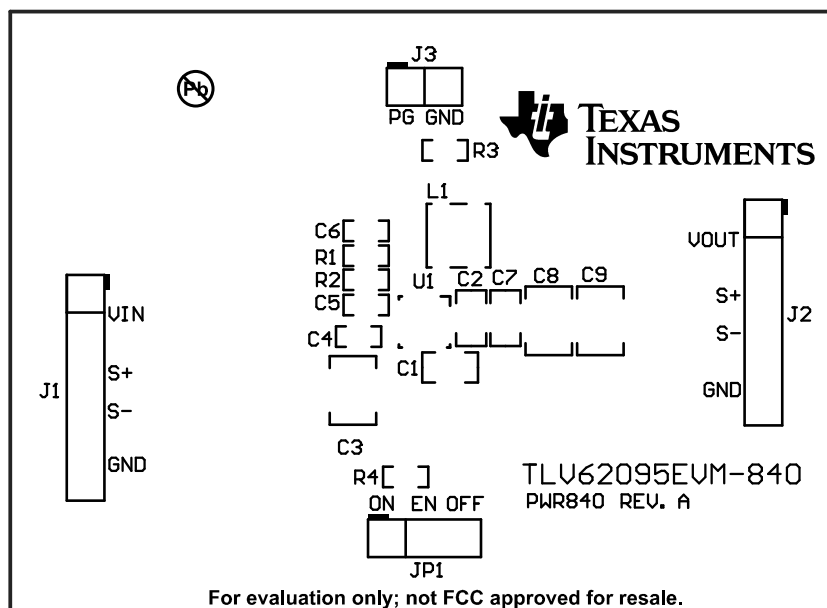 J3
Pb
PG GND
TEXAS
INSTRUMENTS
R3
L1
C6
R1
R2
C5
C4
U1
C2 C7 C8 C9
C1
C3
VIN
S+
S-
GND
J1
VOUT
S+
S-
GND
J2
R4
ON EN OFF
JP1
TLV62095EVM-840
PWR840 REV. A
For evaluation only; not FCC approved for resale.